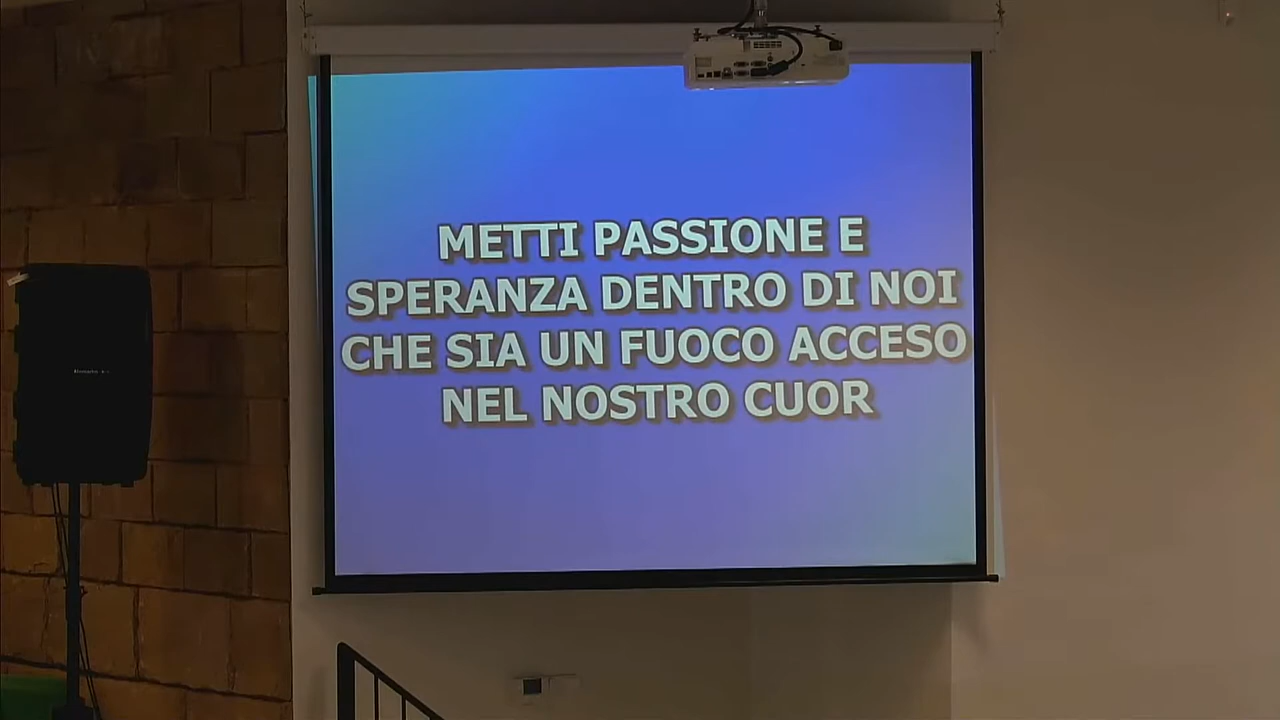 METTI PASSIONE E
SPERANZA DENTRO DI NOI
CHE SIA UN FUOCO ACCESO
NEL NOSTRO CUOR